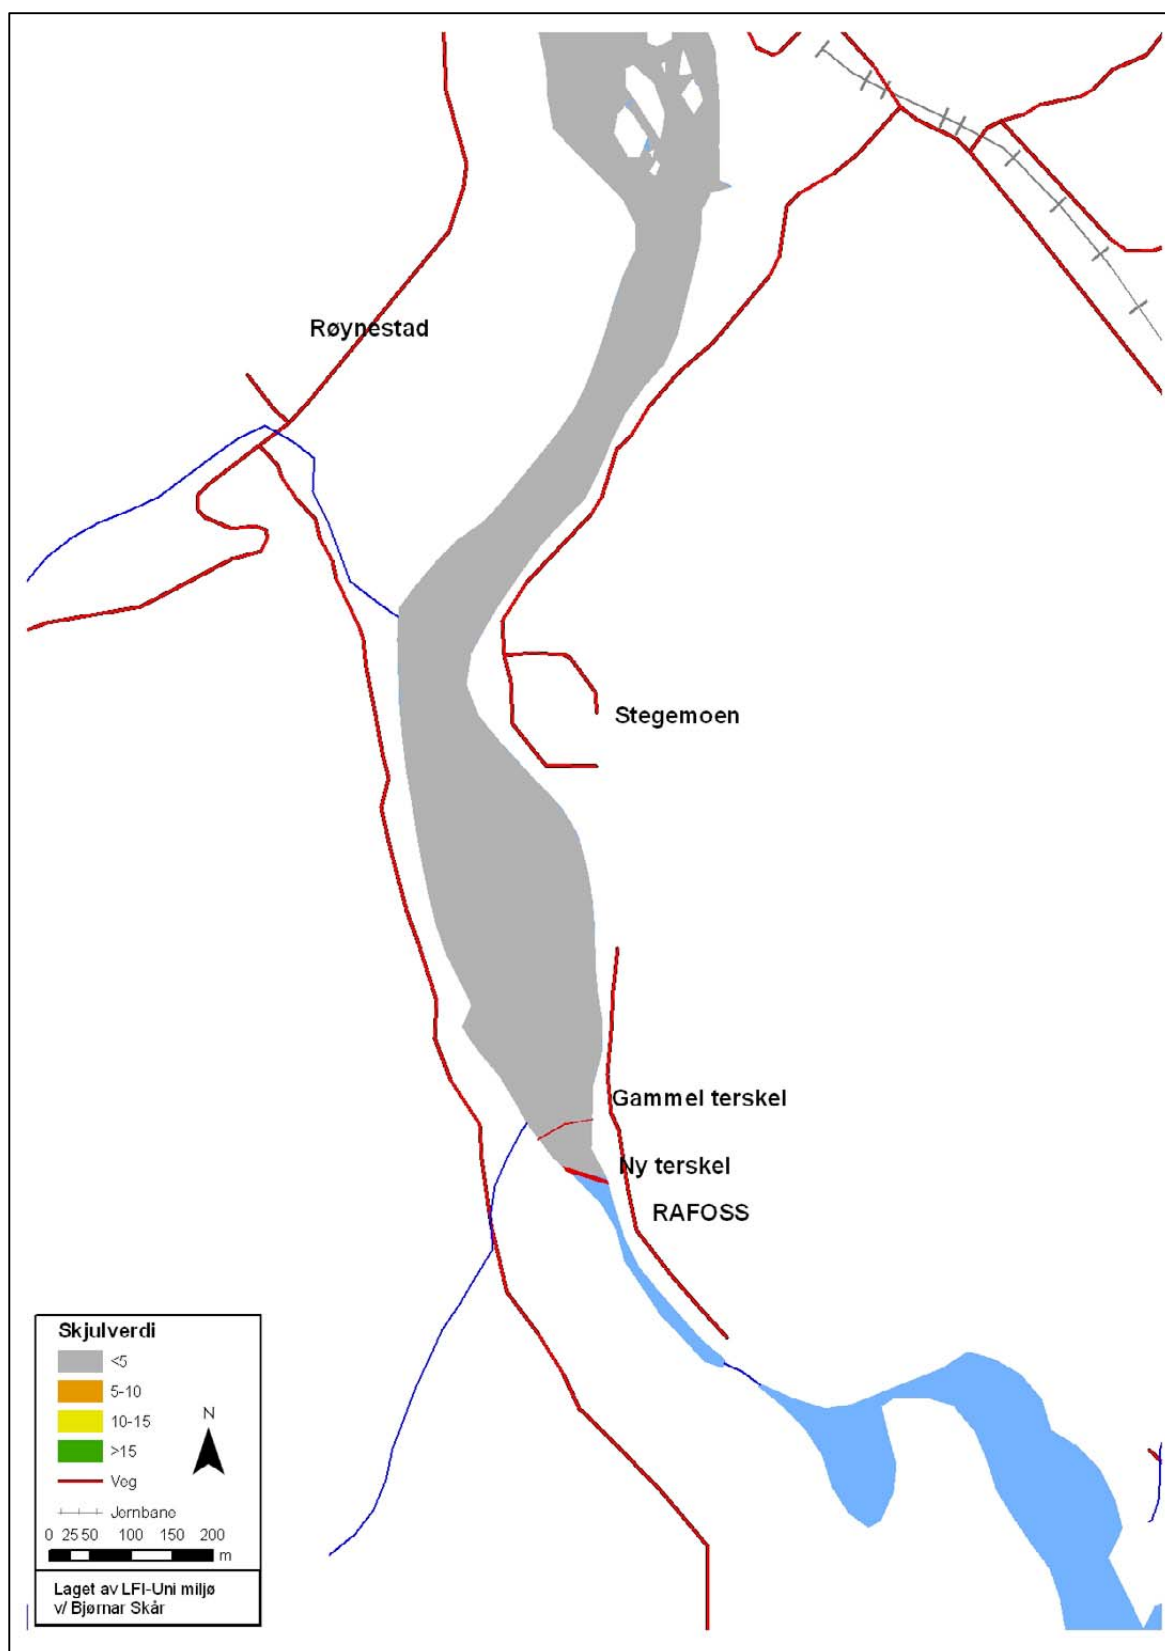 Røynestad
Stegemoen
Gammel terskel
Ny terskel
RAFOSS
Skjulverdi
<5
5-10
10-15
>15
Veg
Jernbane
N
0 25 50 100 150 200
m
Laget av LFI-Uni miljø
v/ Bjørnar Skår